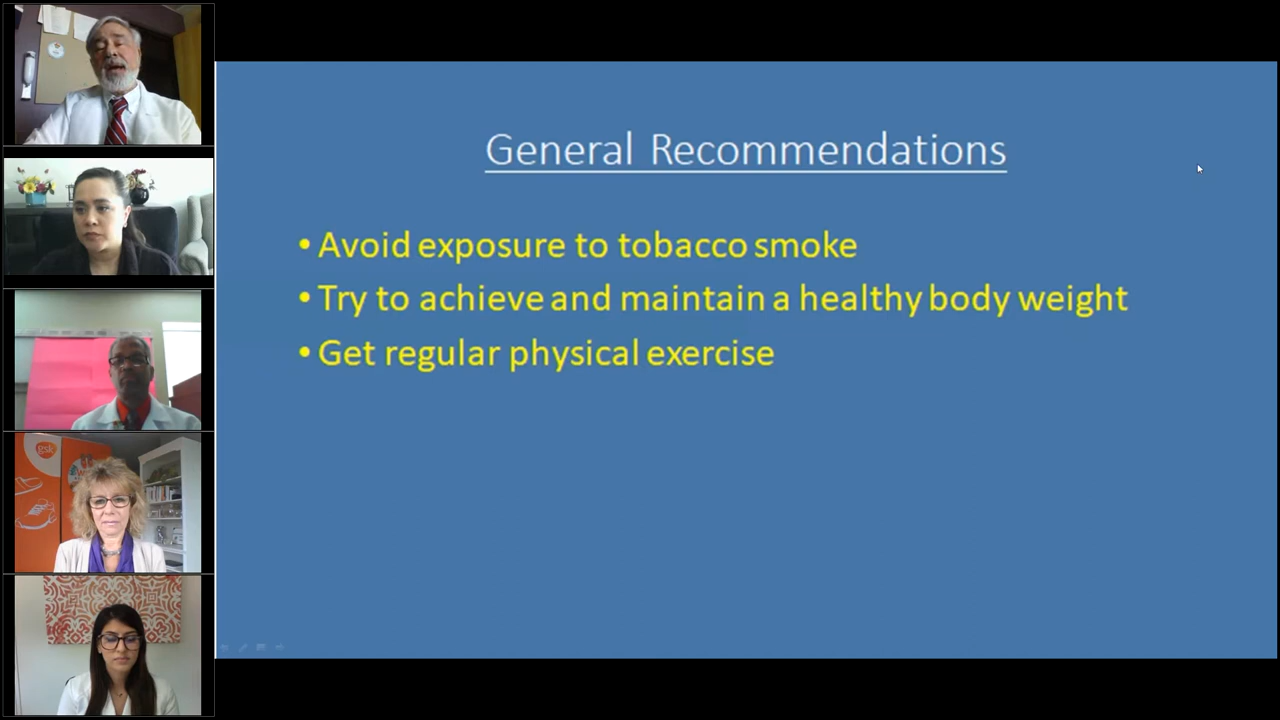 General Recommendations
• Avoid exposure to tobacco smoke
• Try to achieve and maintain a healthy body weight
• Get regular physical exercise
gsk